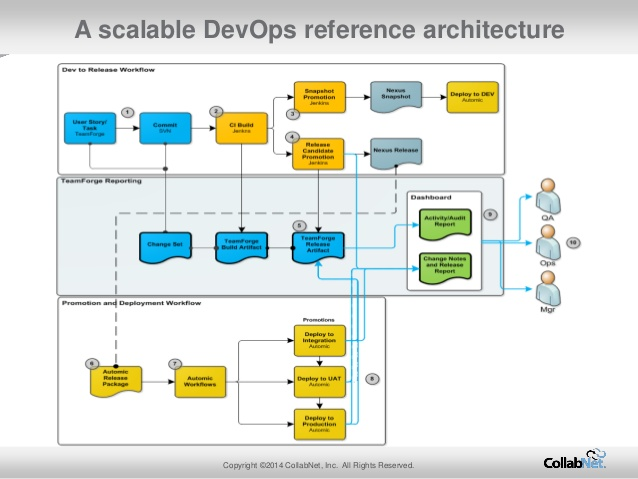 A scalable DevOps reference architecture
Dev to Release Workflow
User Story/
Task
TeamForge
1
Commit
SVN
2
CI Build
Jenkins
3
Snapshot
Promotion
Jenkins
Nexus
Snapshot
Deploy to DEV
Automic
4
Release
Candidate
Promotion
Jenkins
Nexus Release
TeamForge Reporting
Change Set
TeamForge
Build Artifact
5
TeamForge
Release
Artifact
Dashboard
Activity/Audit
Report
Change Notes
and Release
Report
9
QA
Ops
10
Mgr
Promotion and Deployment Workflow
Promotions
6
Automic
Release
Package
7
Automic
Workflows
Deploy to
Integration
Automic
Deploy to UAT
Automic
8
Deploy to
Production
Automic
Copyright ©2014 CollabNet, Inc. All Rights Reserved.
CollabNet